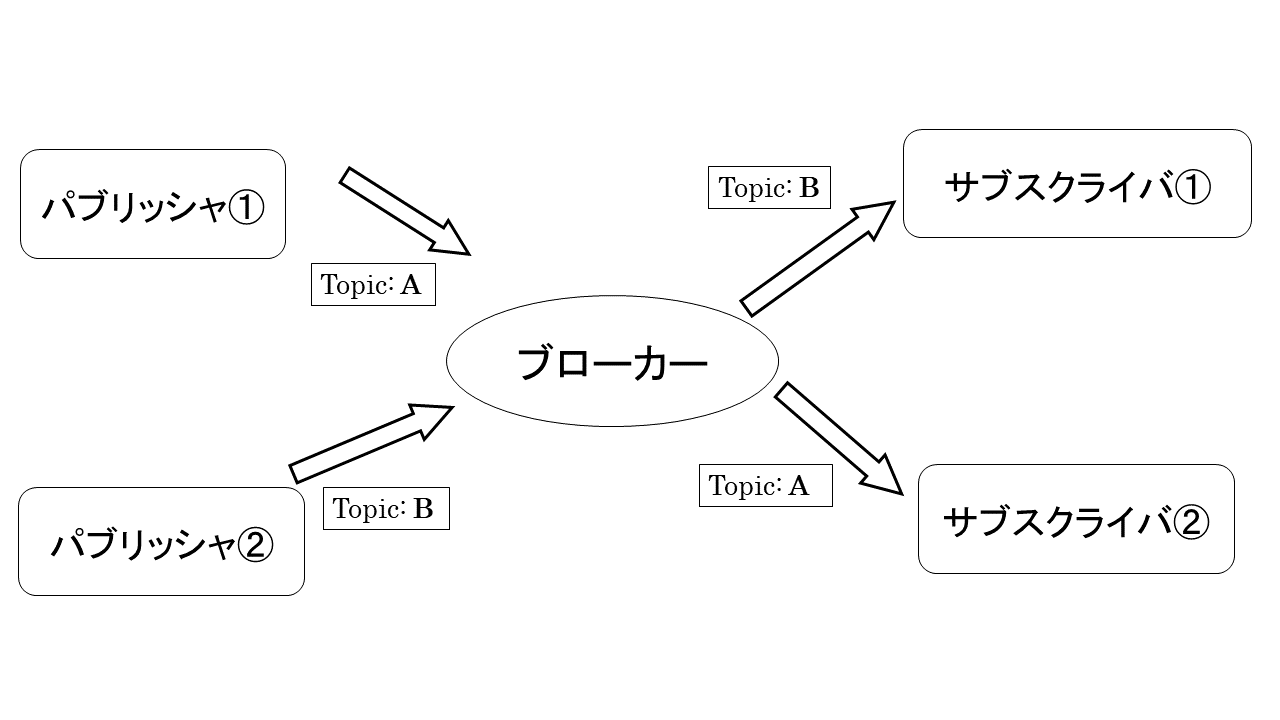 パブリッシャ①
Topic: A
パブリッシャ②
Topic: B
ブローカー
Topic: B
サブスクライバ①
Topic: A
サブスクライバ②